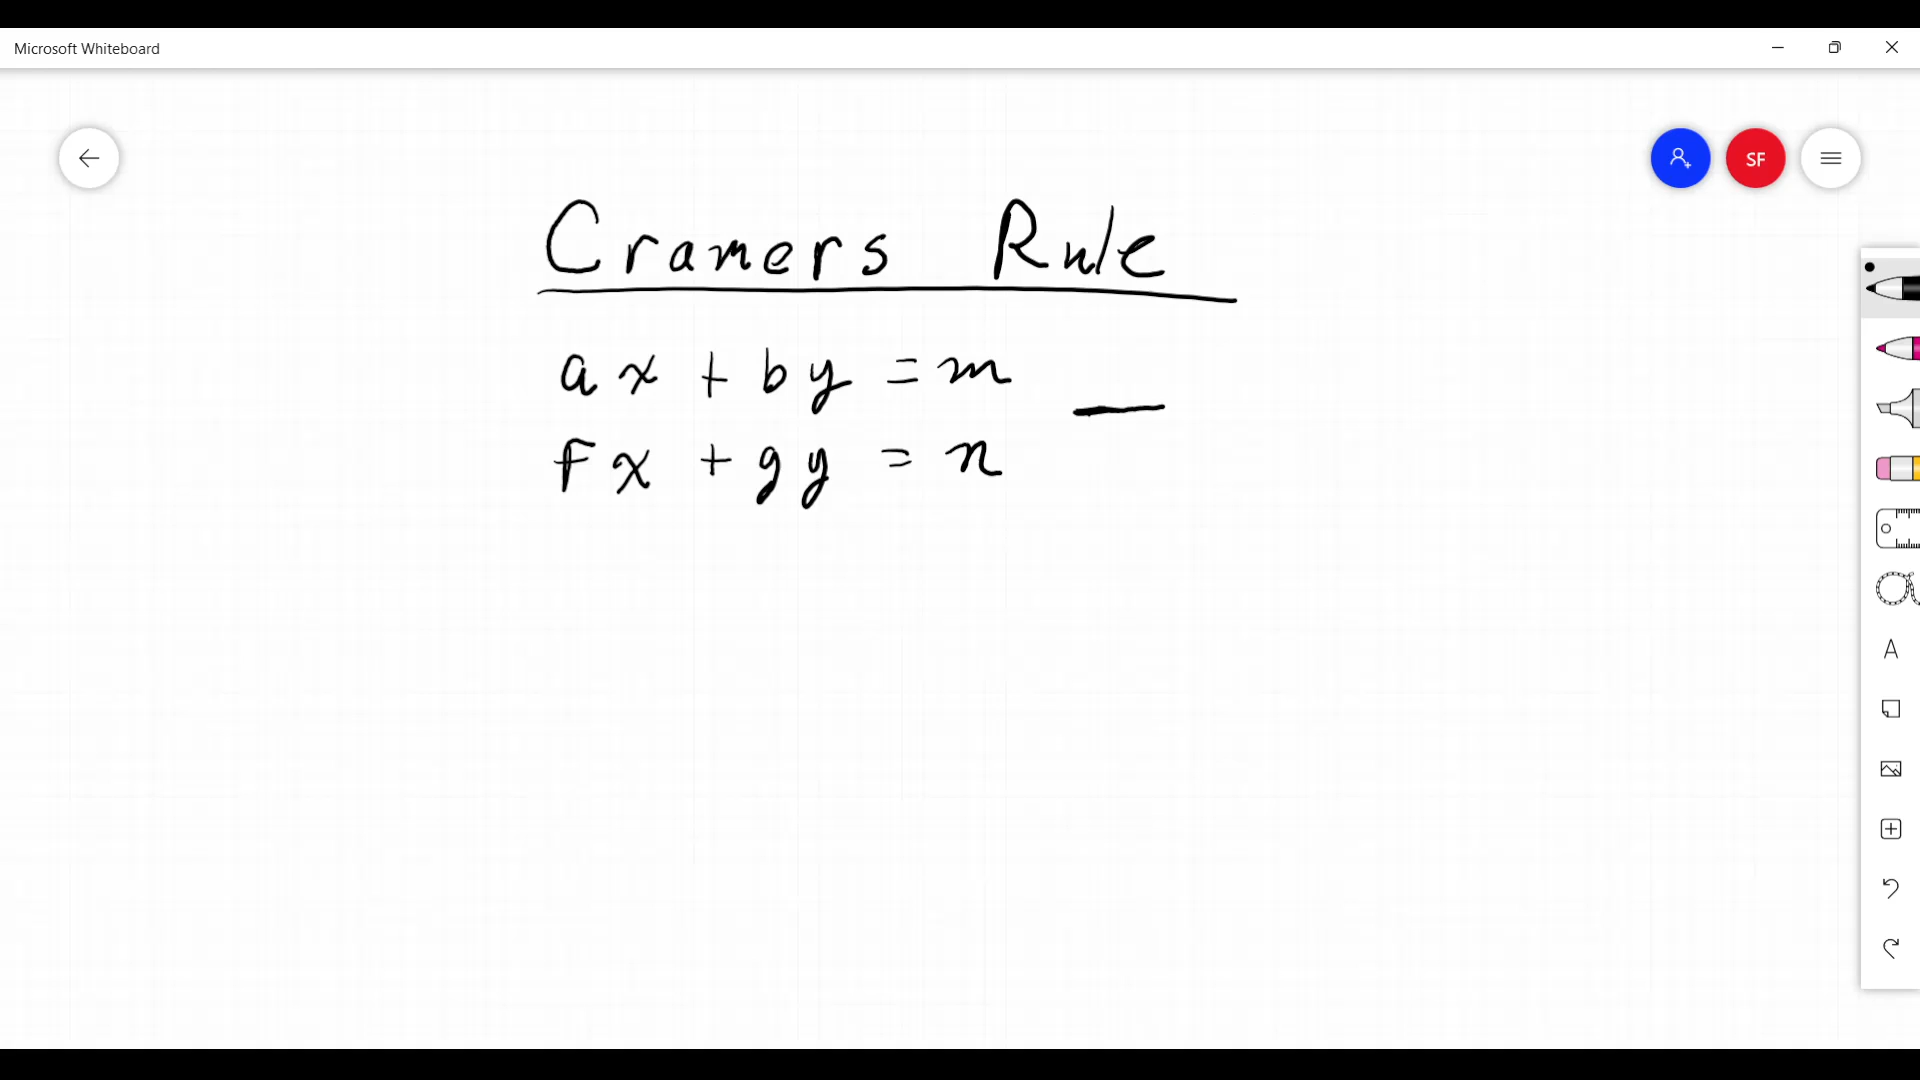 Microsoft Whiteboard
SF
Cramers Rule
ax + by = m
fx + gy = n
A